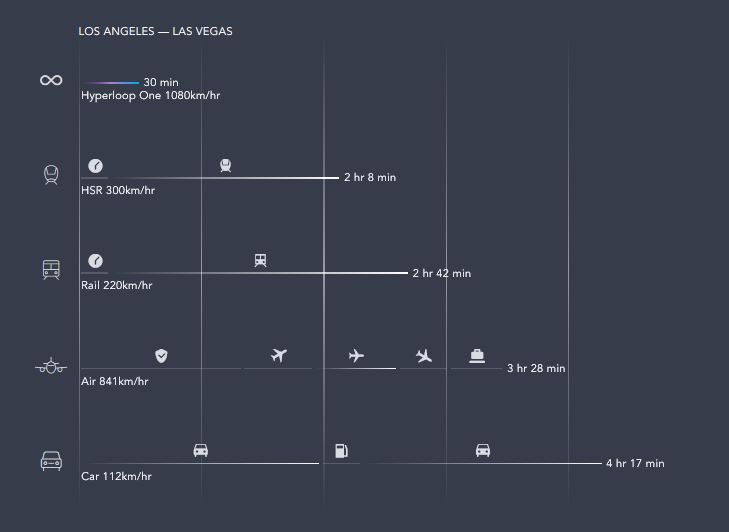 LOS ANGELES — LAS VEGAS
30 min
Hyperloop One 1080km/hr
2 hr 8 min
HSR 300km/hr
2 hr 42 min
Rail 220km/hr
3 hr 28 min
Air 841km/hr
4 hr 17 min
Car 112km/hr